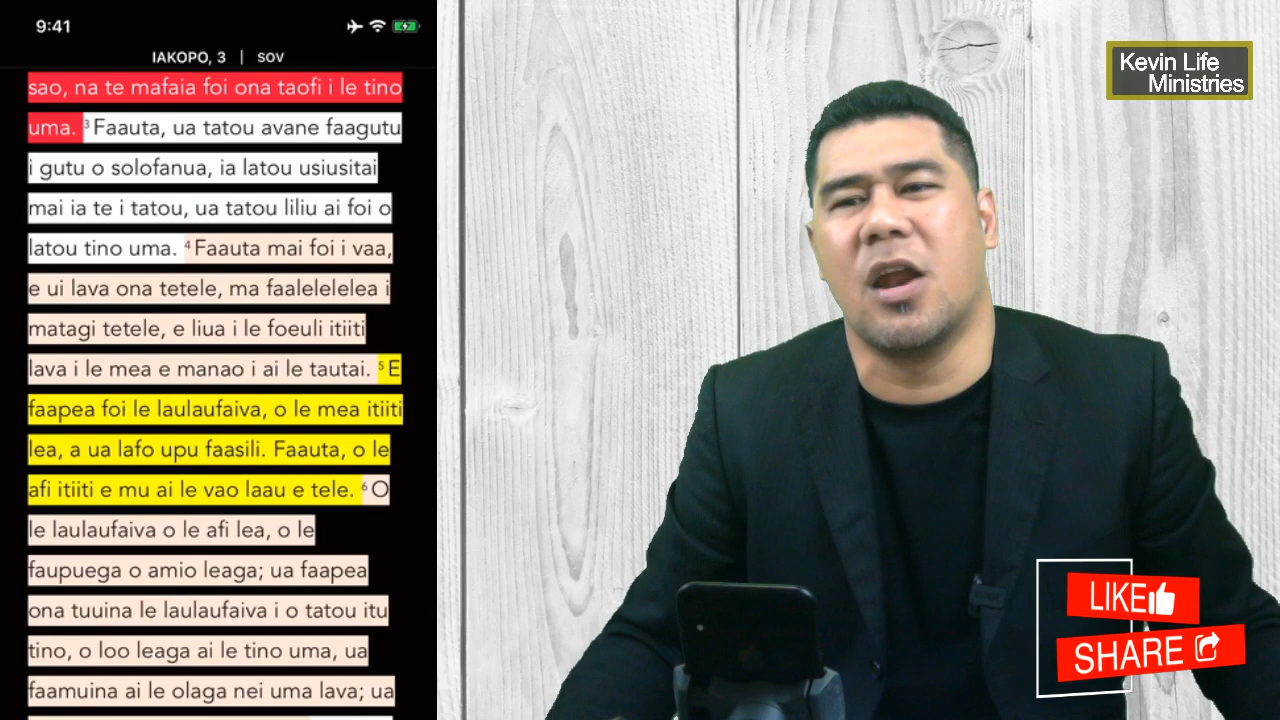 9:41
IAKOPO, 3 | SOV
sao, na te mafaia foi ona taofi i le tino
uma. 3 Faauta, ua tatou avane faagutu
i gutu o solofanua, ia latou usiusitai
mai ia te i tatou, ua tatou liliu ai foi o
latou tino uma. 4 Faauta mai foi i vaa,
e ui lava ona tetele, ma faalelelelea i
matagi tetele, e liua i le foeuli itiiti
lava i le mea e manao i ai le tautai. 5 E
faapea foi le laulaufaiva, o le mea itiiti
lea, a ua lafo upu faasili. Faauta, o le
afi itiiti e mu ai le vao laau e tele. 6 O
le laulaufaiva o le afi lea, o le
faupuega o amio leaga; ua faapea
ona tuuina le laulaufaiva i o tatou itu
tino, o loo leaga ai le tino uma, ua
faamuina ai le olaga nei uma lava; ua
Kevin Life
Ministries
LIKE
SHARE